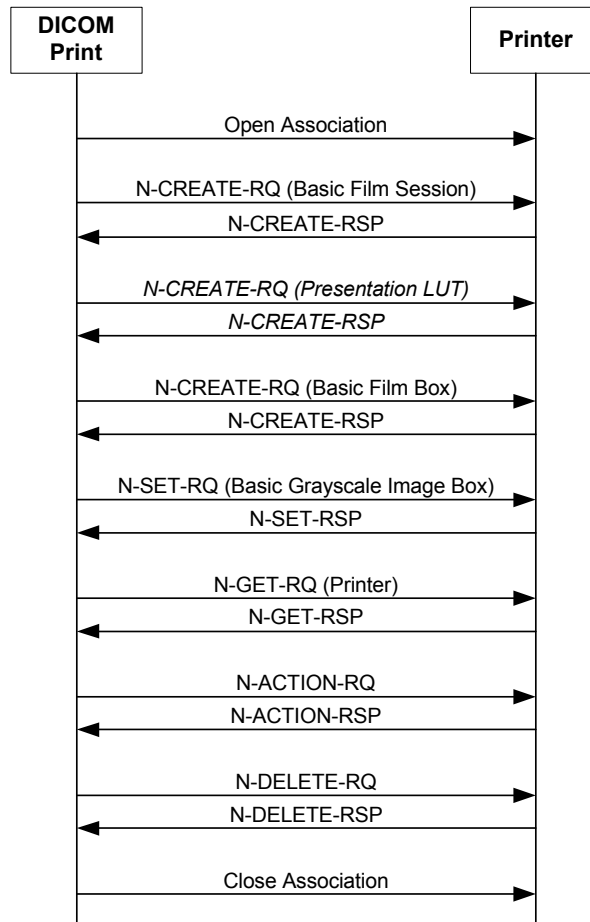 DICOM
Print
Printer
Open Association
N-CREATE-RQ (Basic Film Session)
N-CREATE-RSP
N-CREATE-RQ (Presentation LUT)
N-CREATE-RSP
N-CREATE-RQ (Basic Film Box)
N-CREATE-RSP
N-SET-RQ (Basic Grayscale Image Box)
N-SET-RSP
N-GET-RQ (Printer)
N-GET-RSP
N-ACTION-RQ
N-ACTION-RSP
N-DELETE-RQ
N-DELETE-RSP
Close Association